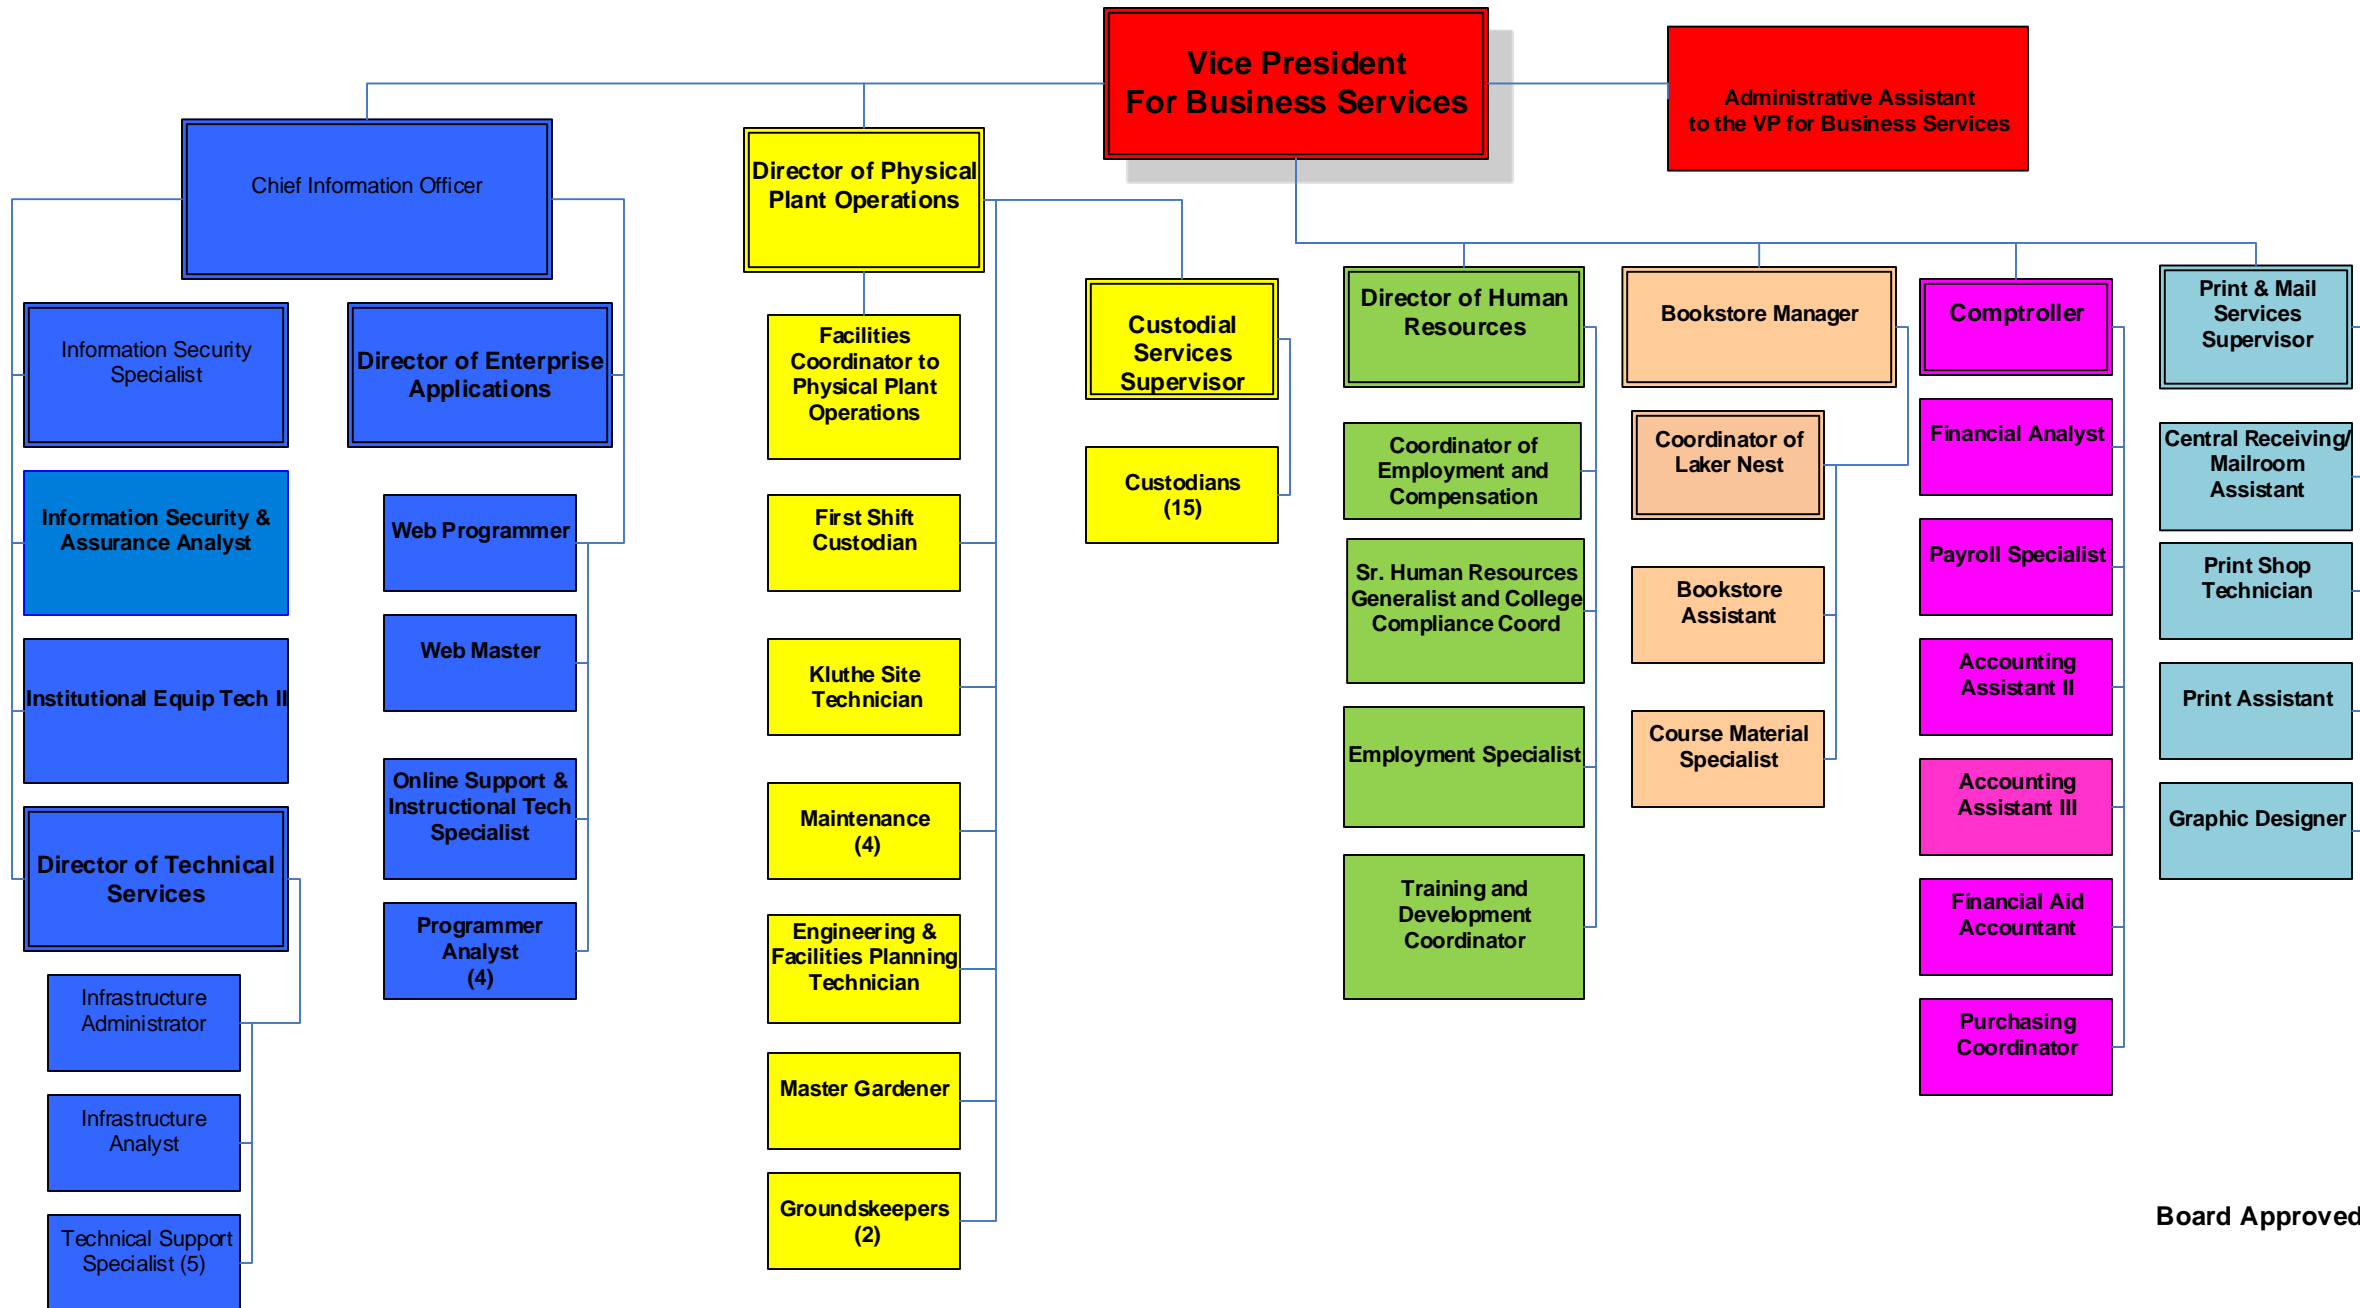 Vice President
For Business Services
Administrative Assistant
to the VP for Business Services
Chief Information Officer
Director of Physical
Plant Operations
Information Security
Specialist
Director of Enterprise
Applications
Facilities
Coordinator to
Physical Plant
Operations
Custodial
Services
Supervisor
Director of Human
Resources
Bookstore Manager
Comptroller
Print & Mail
Services
Supervisor
Information Security &
Assurance Analyst
Institutional Equip Tech II
Director of Technical
Services
Infrastructure
Administrator
Infrastructure
Analyst
Technical Support
Specialist (5)
Web Programmer
Web Master
Online Support &
Instructional Tech
Specialist
Programmer
Analyst
(4)
First Shift
Custodian
Kluthe Site
Technician
Maintenance
(4)
Engineering &
Facilities Planning
Technician
Master Gardener
Groundskeepers
(2)
Custodians
(15)
Coordinator of
Employment and
Compensation
Sr. Human Resources
Generalist and College
Compliance Coord
Employment Specialist
Training and
Development
Coordinator
Coordinator of
Laker Nest
Bookstore
Assistant
Course Material
Specialist
Financial Analyst
Payroll Specialist
Accounting
Assistant II
Accounting
Assistant III
Financial Aid
Accountant
Purchasing
Coordinator
Central Receiving/
Mailroom
Assistant
Print Shop
Technician
Print Assistant
Graphic Designer
Board Approved